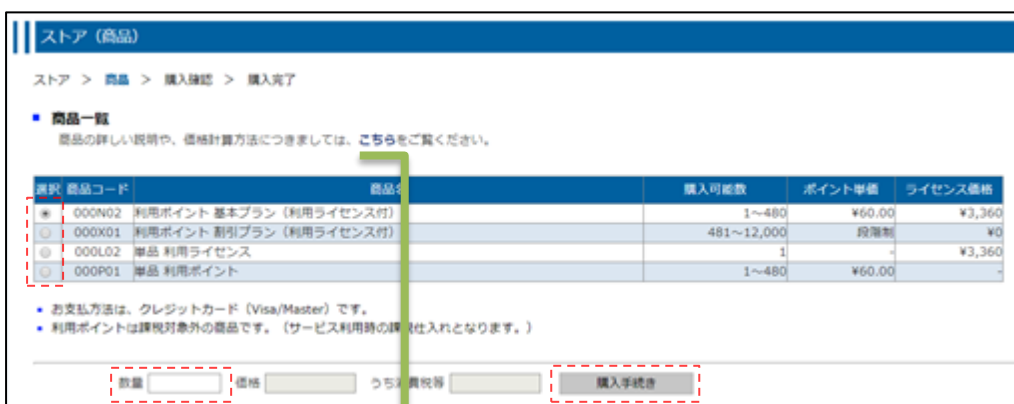 ストア（商品）
ストア > 商品 > 購入確認 > 購入完了
商品一覧
商品の詳しい説明や、価格計算方法につきましては、こちらをご覧ください。
選択 商品コード 商品名 購入可能数 ポイント単価 ライセンス価格
000N02 利用ポイント 基本プラン（利用ライセンス付） 1～480 ¥60.00 ¥3,360
000X01 利用ポイント 割引プラン（利用ライセンス付） 481～12,000 段階制 ¥0
000L02 単品 利用ライセンス 1 - ¥3,360
000P01 単品 利用ポイント 1～480 ¥60.00 -
お支払方法は、クレジットカード（Visa/Master）です。
利用ポイントは課税対象外の商品です。（サービス利用時の課税仕入れとなります。）
数量 価格 うち消費税等 購入手続き